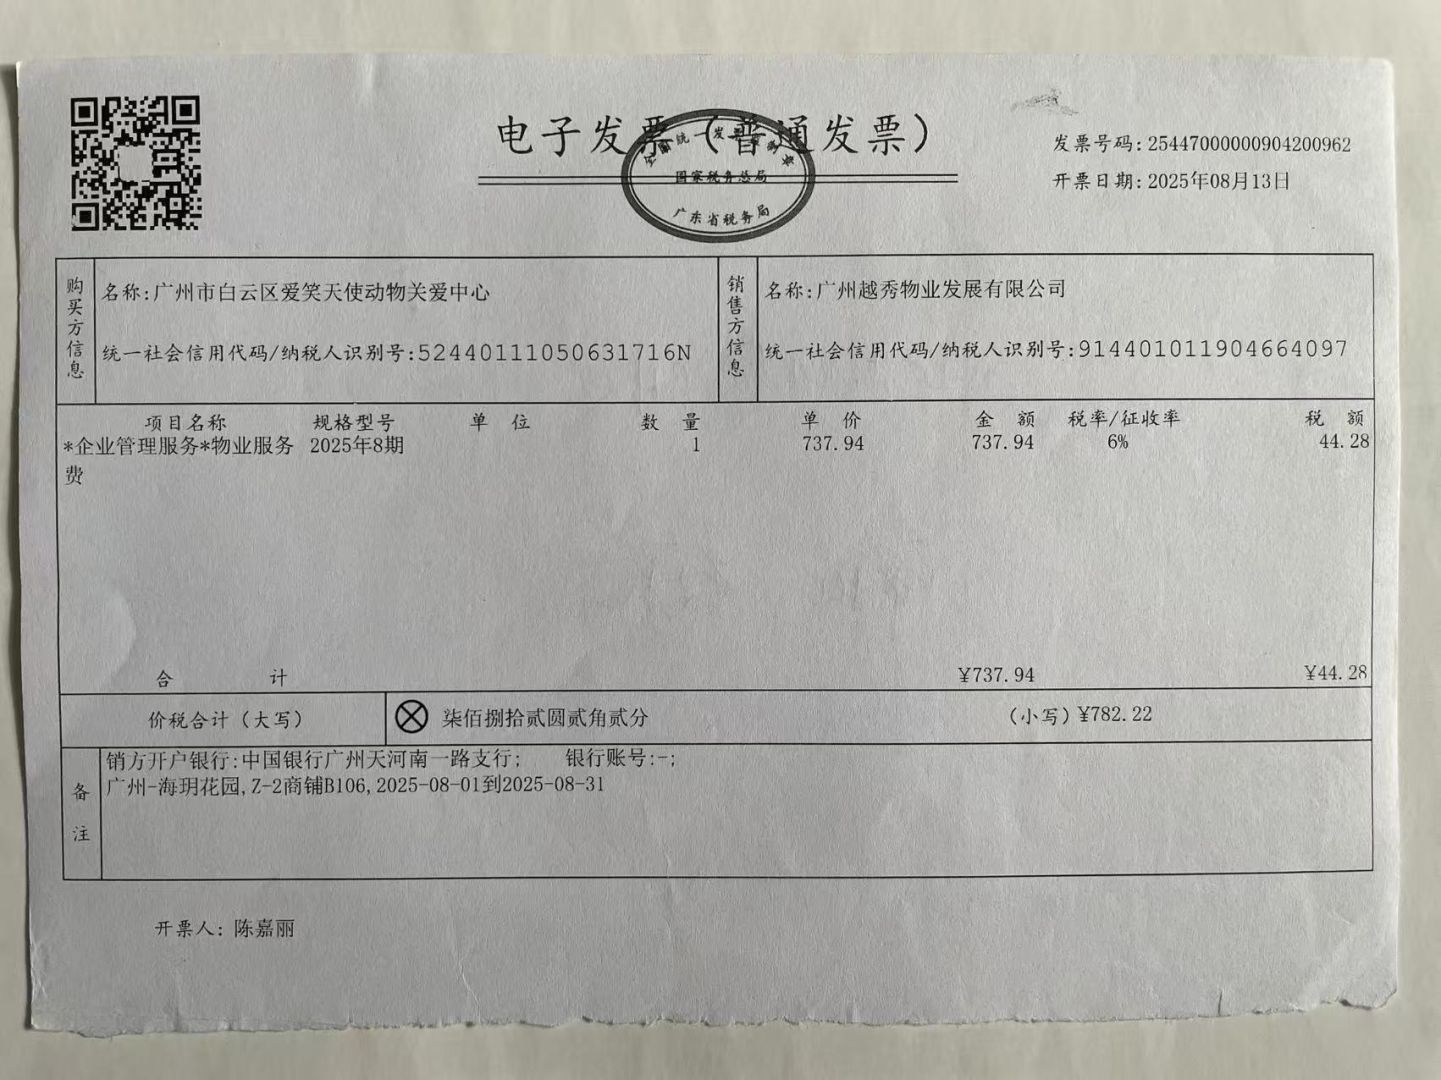 电子发票（普通发票）
全国统一发票监制章
国家税务总局
广东省税务局
发票号码:25447000000904200962
开票日期:2025年08月13日
购买方信息
名称:广州市白云区爱笑天使动物关爱中心
统一社会信用代码/纳税人识别号:52440111050631716N
销售方信息
名称:广州越秀物业发展有限公司
统一社会信用代码/纳税人识别号:914401011904664097
项目名称 规格型号 单位 数量 单价 金额 税率/征收率 税额
*企业管理服务*物业服务 2025年8期 1 737.94 737.94 6% 44.28
费
合计 ¥737.94 ¥44.28
价税合计（大写） 柒佰捌拾贰圆贰角贰分 （小写）¥782.22
备注
销方开户银行:中国银行广州天河南一路支行; 银行账号:-;
广州-海玥花园,Z-2商铺B106,2025-08-01到2025-08-31
开票人: 陈嘉丽